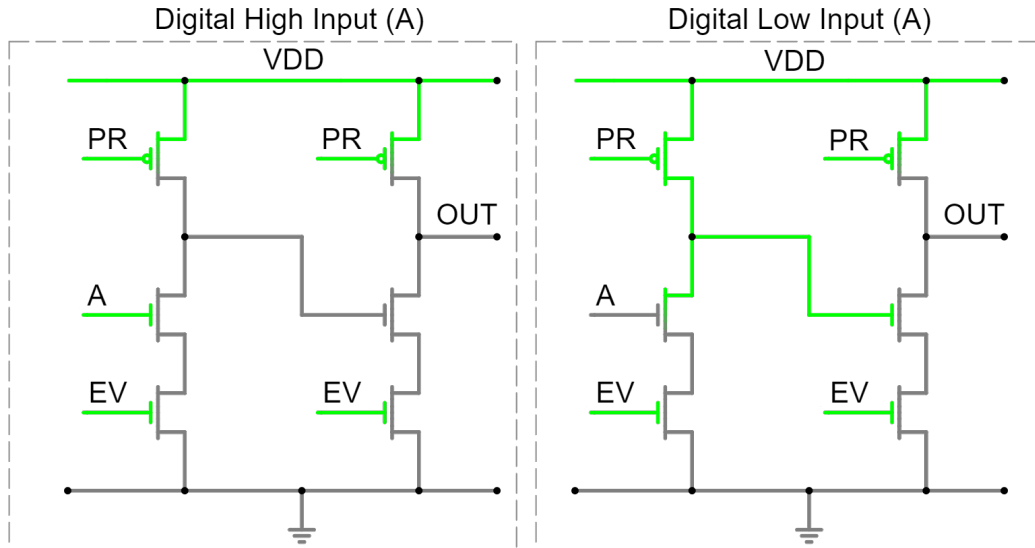 Digital High Input (A)
VDD
PR
PR
OUT
A
EV
EV
Digital Low Input (A)
VDD
PR
PR
OUT
A
EV
EV